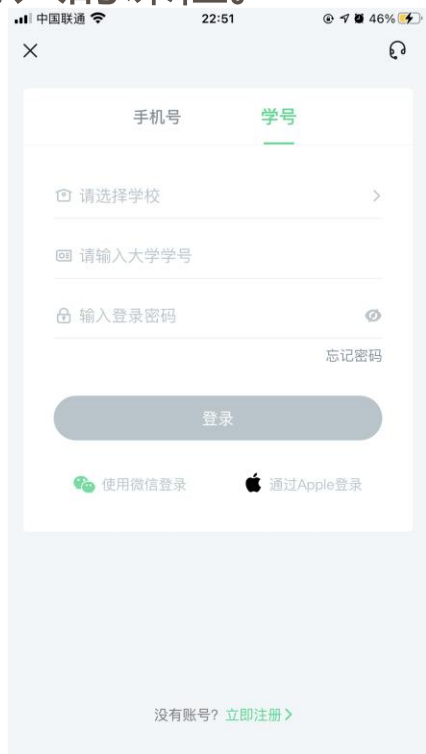 中国联通 22:51 46%
手机号 学号
请选择学校
请输入大学学号
输入登录密码
忘记密码
登录
使用微信登录 通过Apple登录
没有账号? 立即注册 >